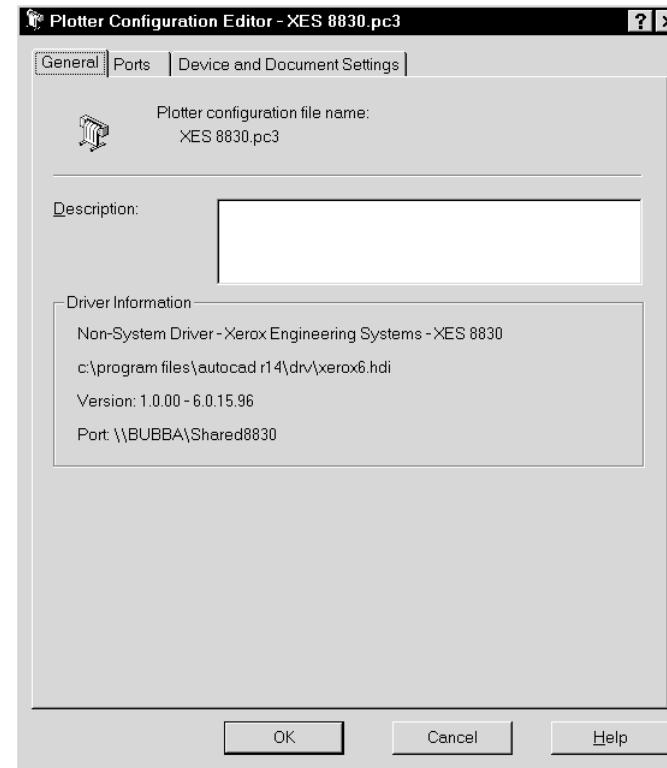 Plotter Configuration Editor - XES 8830.pc3
General Ports Device and Document Settings
Plotter configuration file name:
XES 8830.pc3
Description:
Driver Information
Non-System Driver - Xerox Engineering Systems - XES 8830
c:\program files\autocad r14\drv\xerox6.hdi
Version: 1.0.00 - 6.0.15.96
Port: \\BUBBA\Shared8830
OK Cancel Help